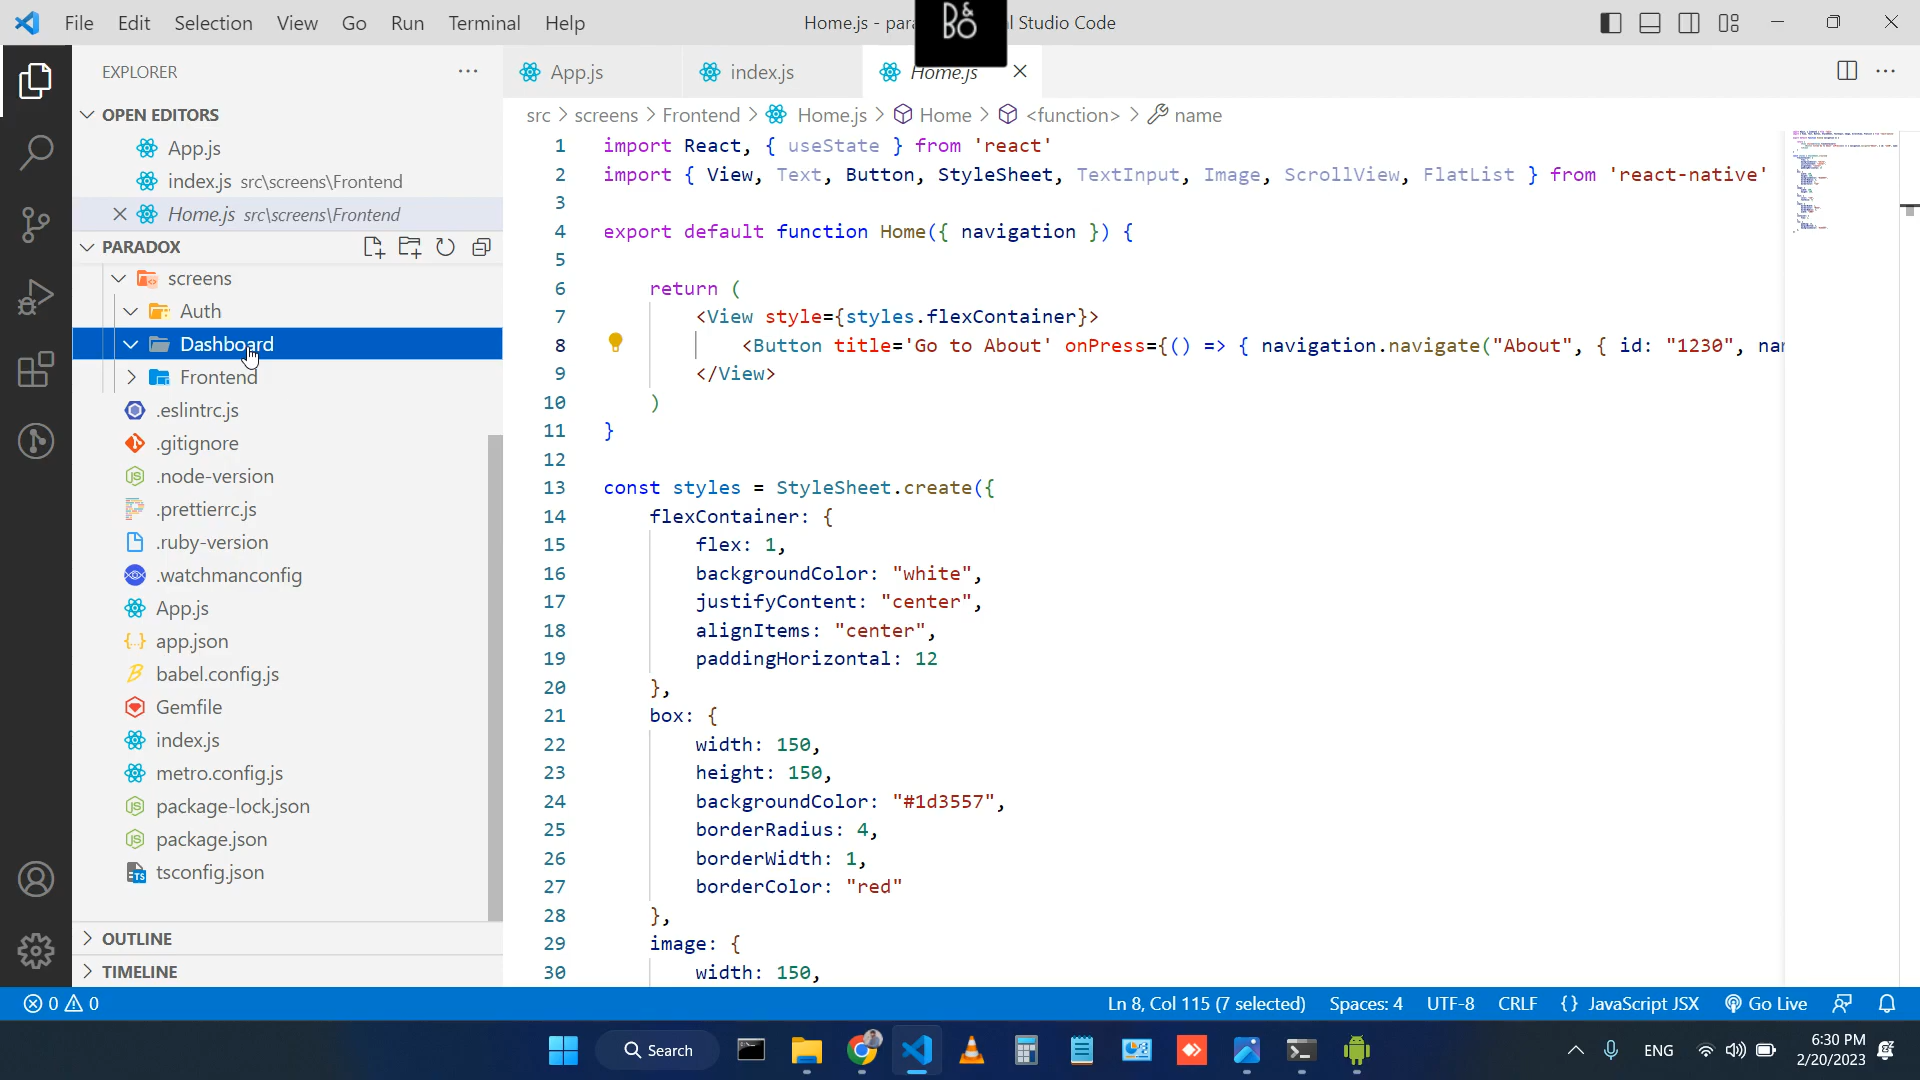 File Edit Selection View Go Run Terminal Help
Home.js - para
l Studio Code
B&O
EXPLORER
OPEN EDITORS
App.js
index.js src\screens\Frontend
Home.js src\screens\Frontend
PARADOX
screens
Auth
Dashboard
Frontend
.eslintrc.js
.gitignore
.node-version
.prettierrc.js
.ruby-version
.watchmanconfig
App.js
app.json
babel.config.js
Gemfile
index.js
metro.config.js
package-lock.json
package.json
tsconfig.json
OUTLINE
TIMELINE
App.js index.js Home.js
src > screens > Frontend > Home.js > Home > <function> > name
1 import React, { useState } from 'react'
2 import { View, Text, Button, StyleSheet, TextInput, Image, ScrollView, FlatList } from 'react-native'
3
4 export default function Home({ navigation }) {
5
6 return (
7 <View style={styles.flexContainer}>
8 <Button title='Go to About' onPress={() => { navigation.navigate("About", { id: "1230", nam
9 </View>
10 )
11 }
12
13 const styles = StyleSheet.create({
14 flexContainer: {
15 flex: 1,
16 backgroundColor: "white",
17 justifyContent: "center",
18 alignItems: "center",
19 paddingHorizontal: 12
20 },
21 box: {
22 width: 150,
23 height: 150,
24 backgroundColor: "#1d3557",
25 borderRadius: 4,
26 borderWidth: 1,
27 borderColor: "red"
28 },
29 image: {
30 width: 150,
0 0 Ln 8, Col 115 (7 selected) Spaces: 4 UTF-8 CRLF {} JavaScript JSX Go Live
Search
ENG
6:30 PM
2/20/2023